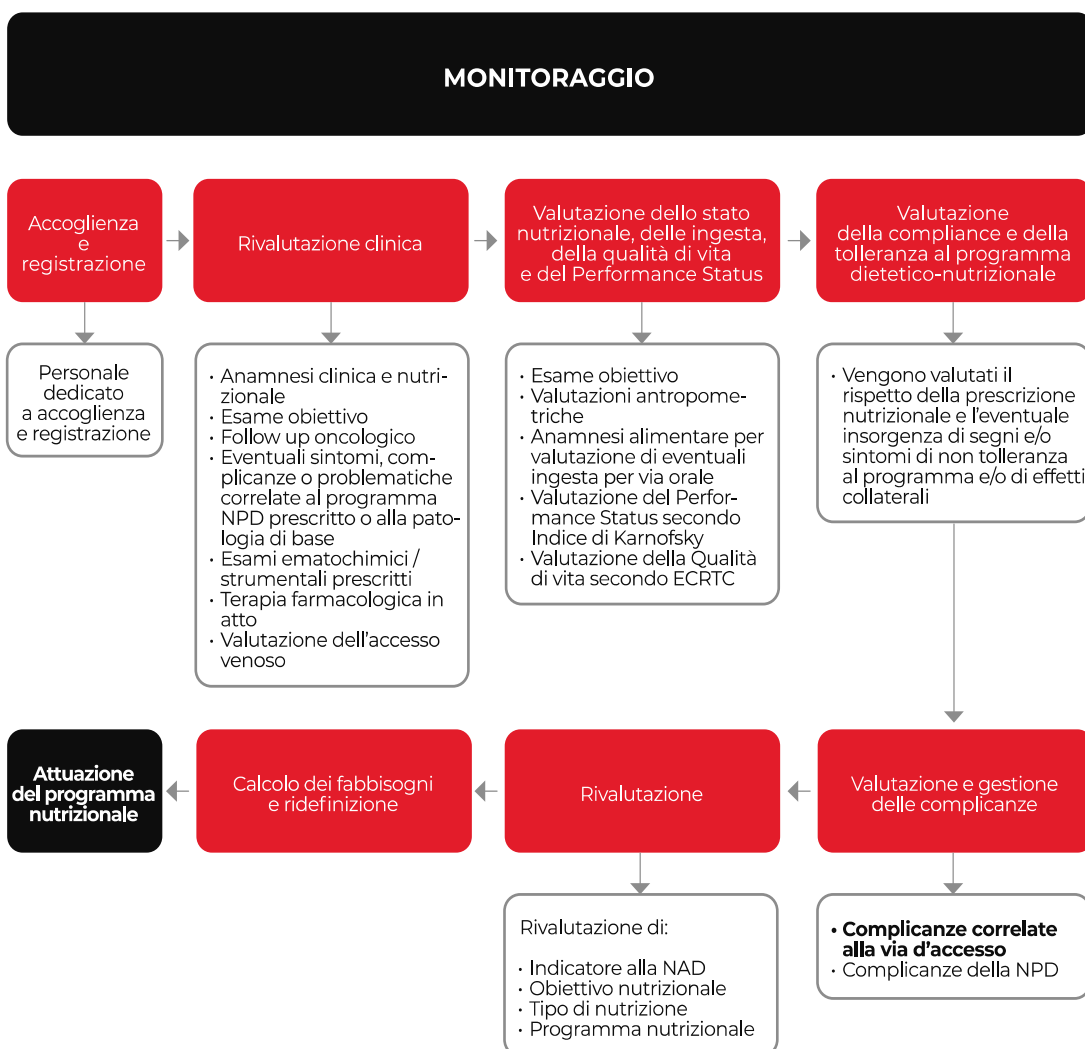 MONITORAGGIO
Accoglienza
e
registrazione
Rivalutazione clinica
Valutazione dello stato
nutrizionale, delle ingesta,
della qualità di vita
e del Performance Status
Valutazione
della compliance e della
tolleranza al programma
dietetico-nutrizionale
Personale
dedicato
a accoglienza
e registrazione
· Anamnesi clinica e nutri-
zionale
· Esame obiettivo
· Follow up oncologico
· Eventuali sintomi, com-
plicanze o problematiche
correlate al programma
NPD prescritto o alla pato-
logia di base
· Esami ematochimici /
strumentali prescritti
· Terapia farmacologica in
atto
· Valutazione dell'accesso
venoso
· Esame obiettivo
· Valutazioni antropome-
triche
· Anamnesi alimentare per
valutazione di eventuali
ingesta per via orale
· Valutazione del Perfor-
mance Status secondo
Indice di Karnofsky
· Valutazione della Qualità
di vita secondo ECRTC
· Vengono valutati il
rispetto della prescrizione
nutrizionale e l'eventuale
insorgenza di segni e/o
sintomi di non tolleranza
al programma e/o di effetti
collaterali
Attuazione
del programma
nutrizionale
Calcolo dei fabbisogni
e ridefinizione
Rivalutazione
Valutazione e gestione
delle complicanze
Rivalutazione di:
· Indicatore alla NAD
· Obiettivo nutrizionale
· Tipo di nutrizione
· Programma nutrizionale
· Complicanze correlate
alla via d'accesso
· Complicanze della NPD